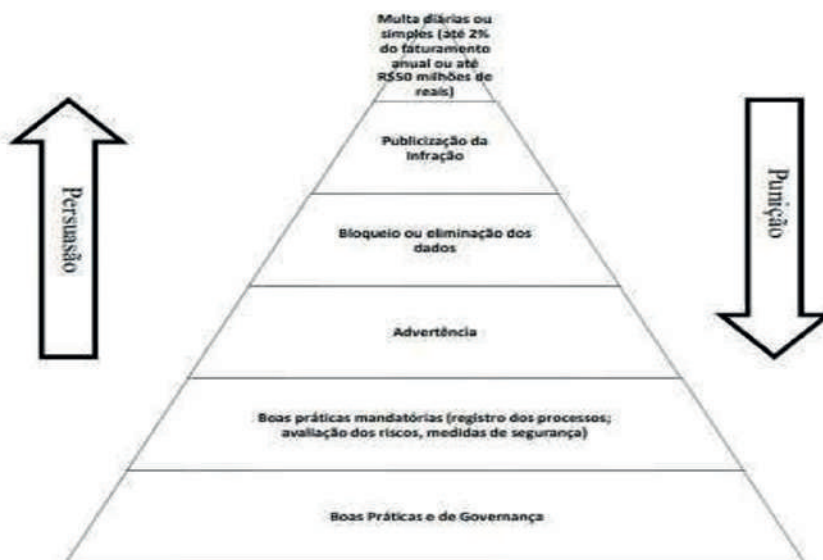 Multa diárias ou
simples (até 2%
do faturamento
anual ou até
R$50 milhões de
reais)
Publicização da
Infração
Bloqueio ou eliminação dos
dados
Advertência
Boas práticas mandatórias (registro dos processos;
avaliação dos riscos, medidas de segurança)
Boas Práticas e de Governança
Persuasão
Punição